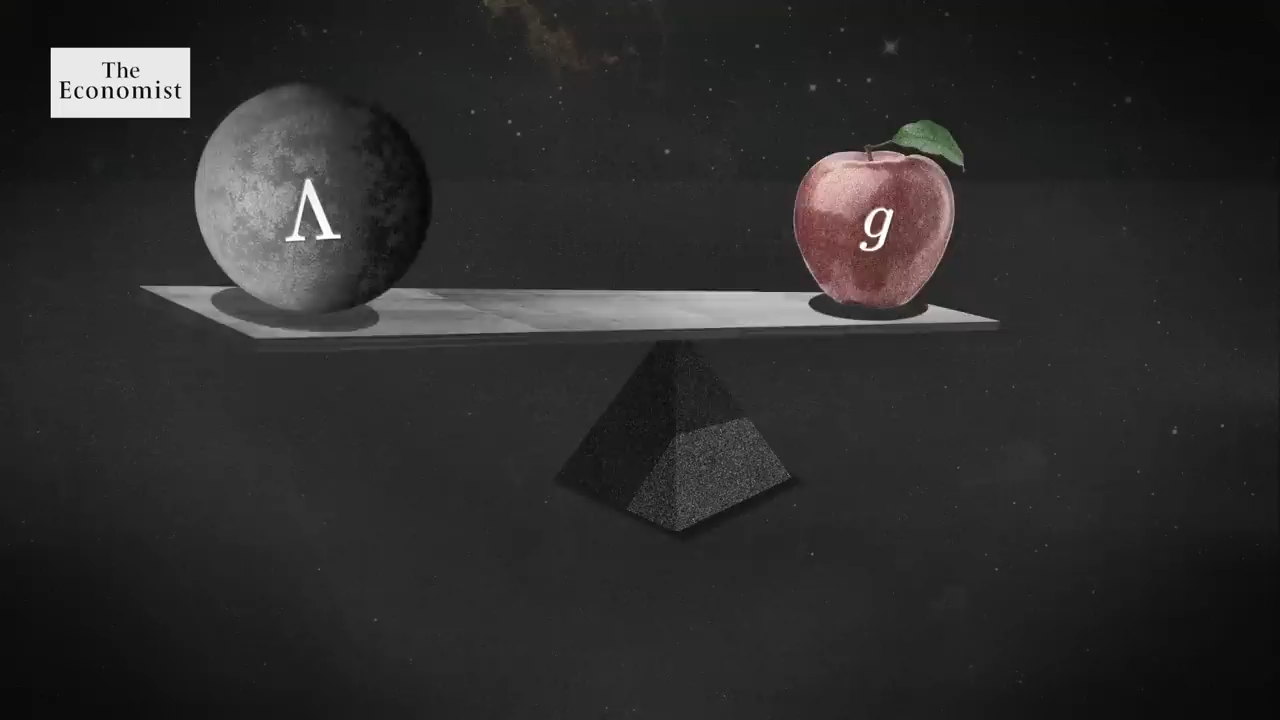 The
Economist
Λ
g